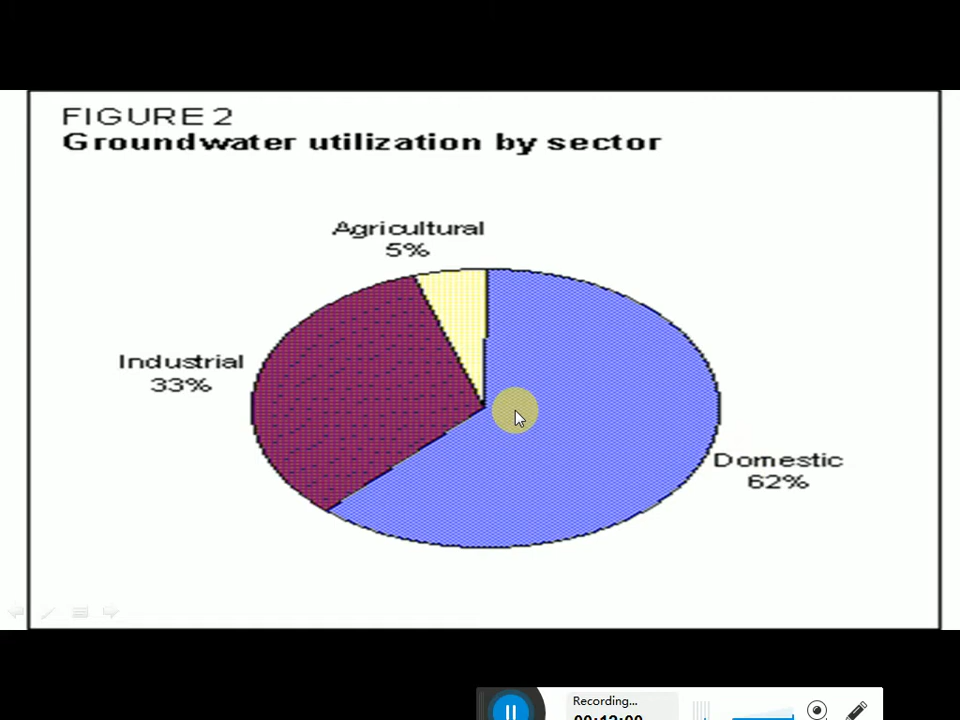 FIGURE 2
Groundwater utilization by sector
Agricultural
5%
Industrial
33%
Domestic
62%
Recording...